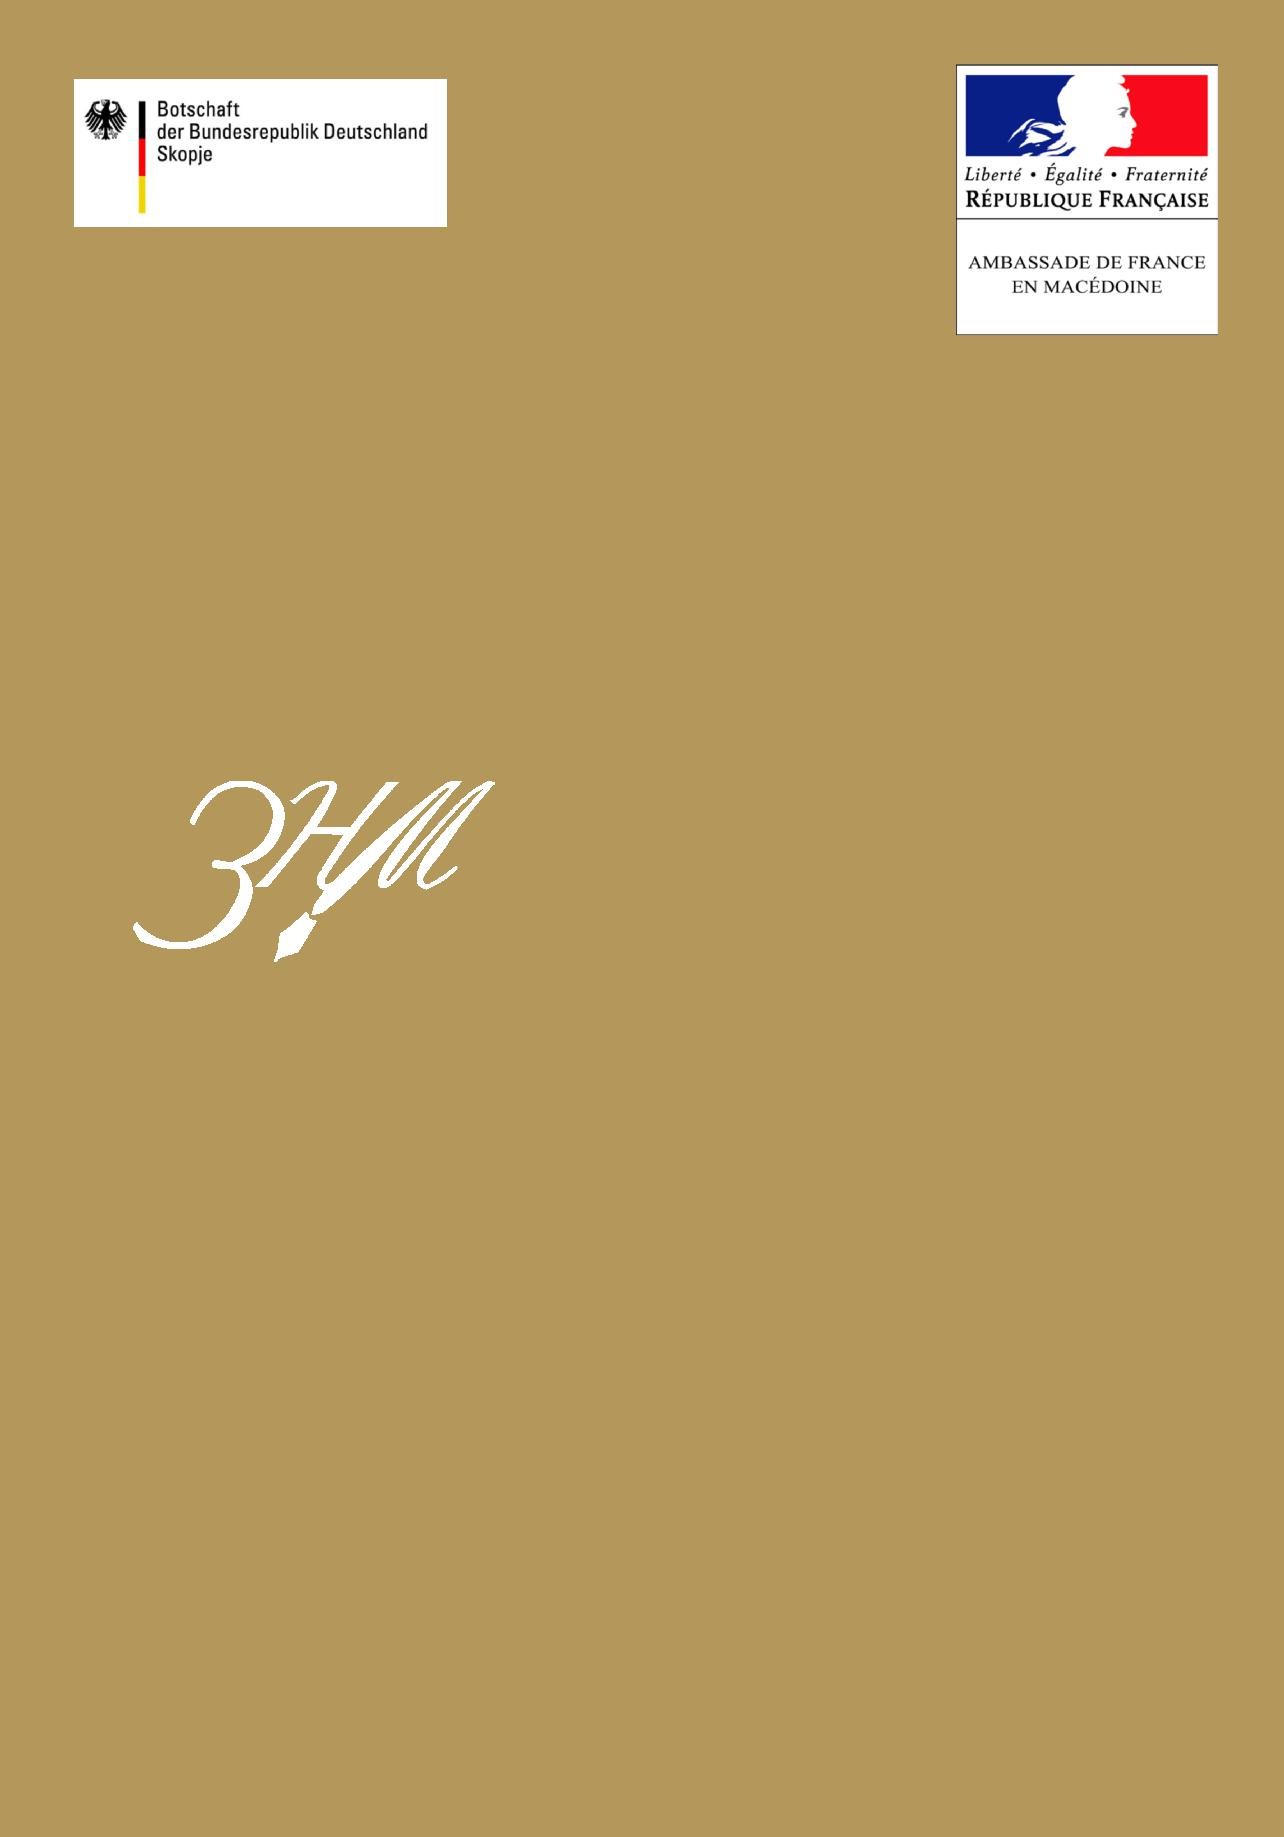 Botschaft
der Bundesrepublik Deutschland
Skopje
Liberté • Égalité • Fraternité
RÉPUBLIQUE FRANÇAISE
AMBASSADE DE FRANCE
EN MACÉDOINE
ЗНМ